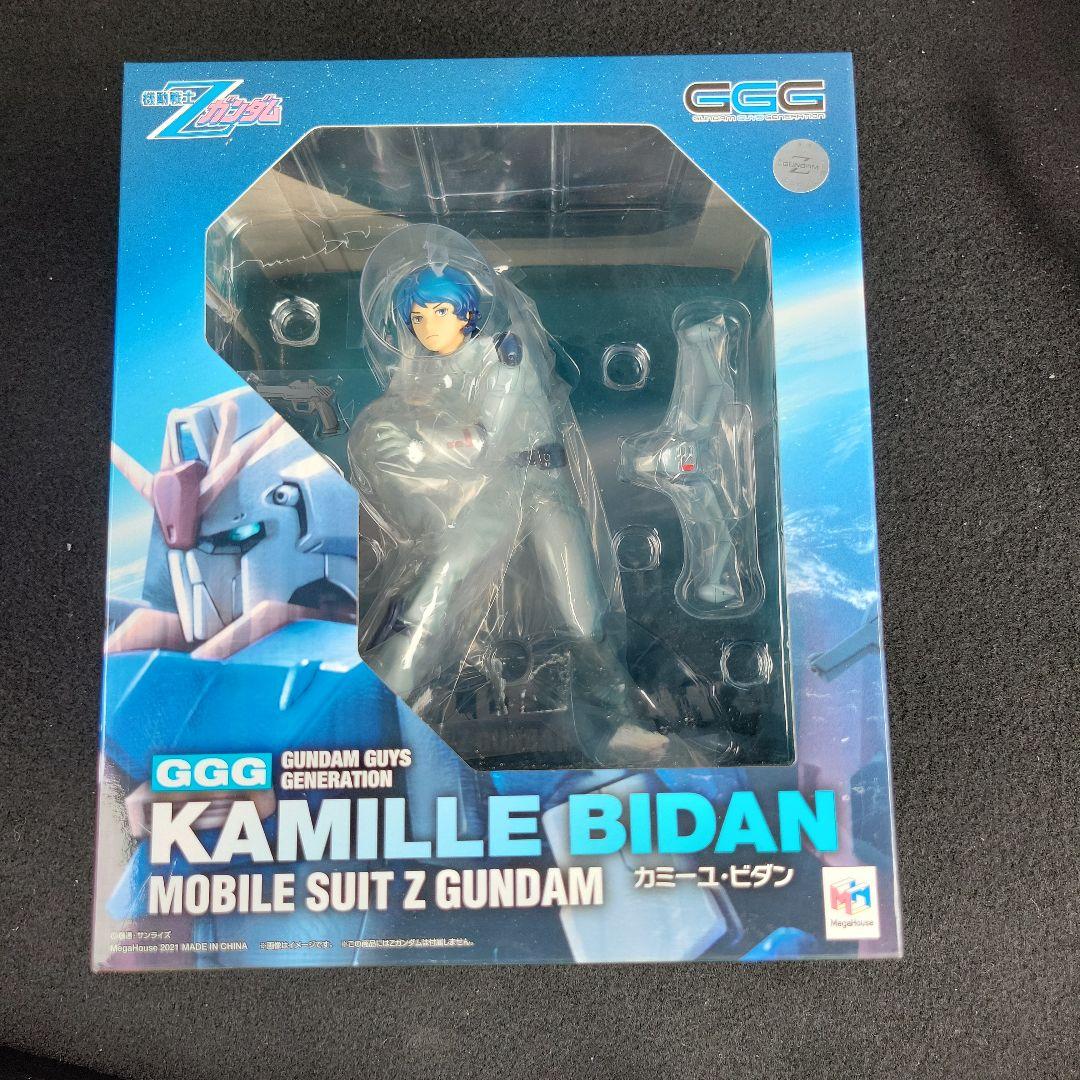 機動戦士
Zガンダム
GGG
GUNDAM GUYS GENERATION
Z
GUNDAM
GGG
GUNDAM GUYS
GENERATION
KAMILLE BIDAN
MOBILE SUIT Z GUNDAM
カミーユ・ビダン
MegaHouse
©創通・サンライズ
MegaHouse 2021 MADE IN CHINA ※画像はイメージです。 ※この商品にはZガンダムは付属しません。